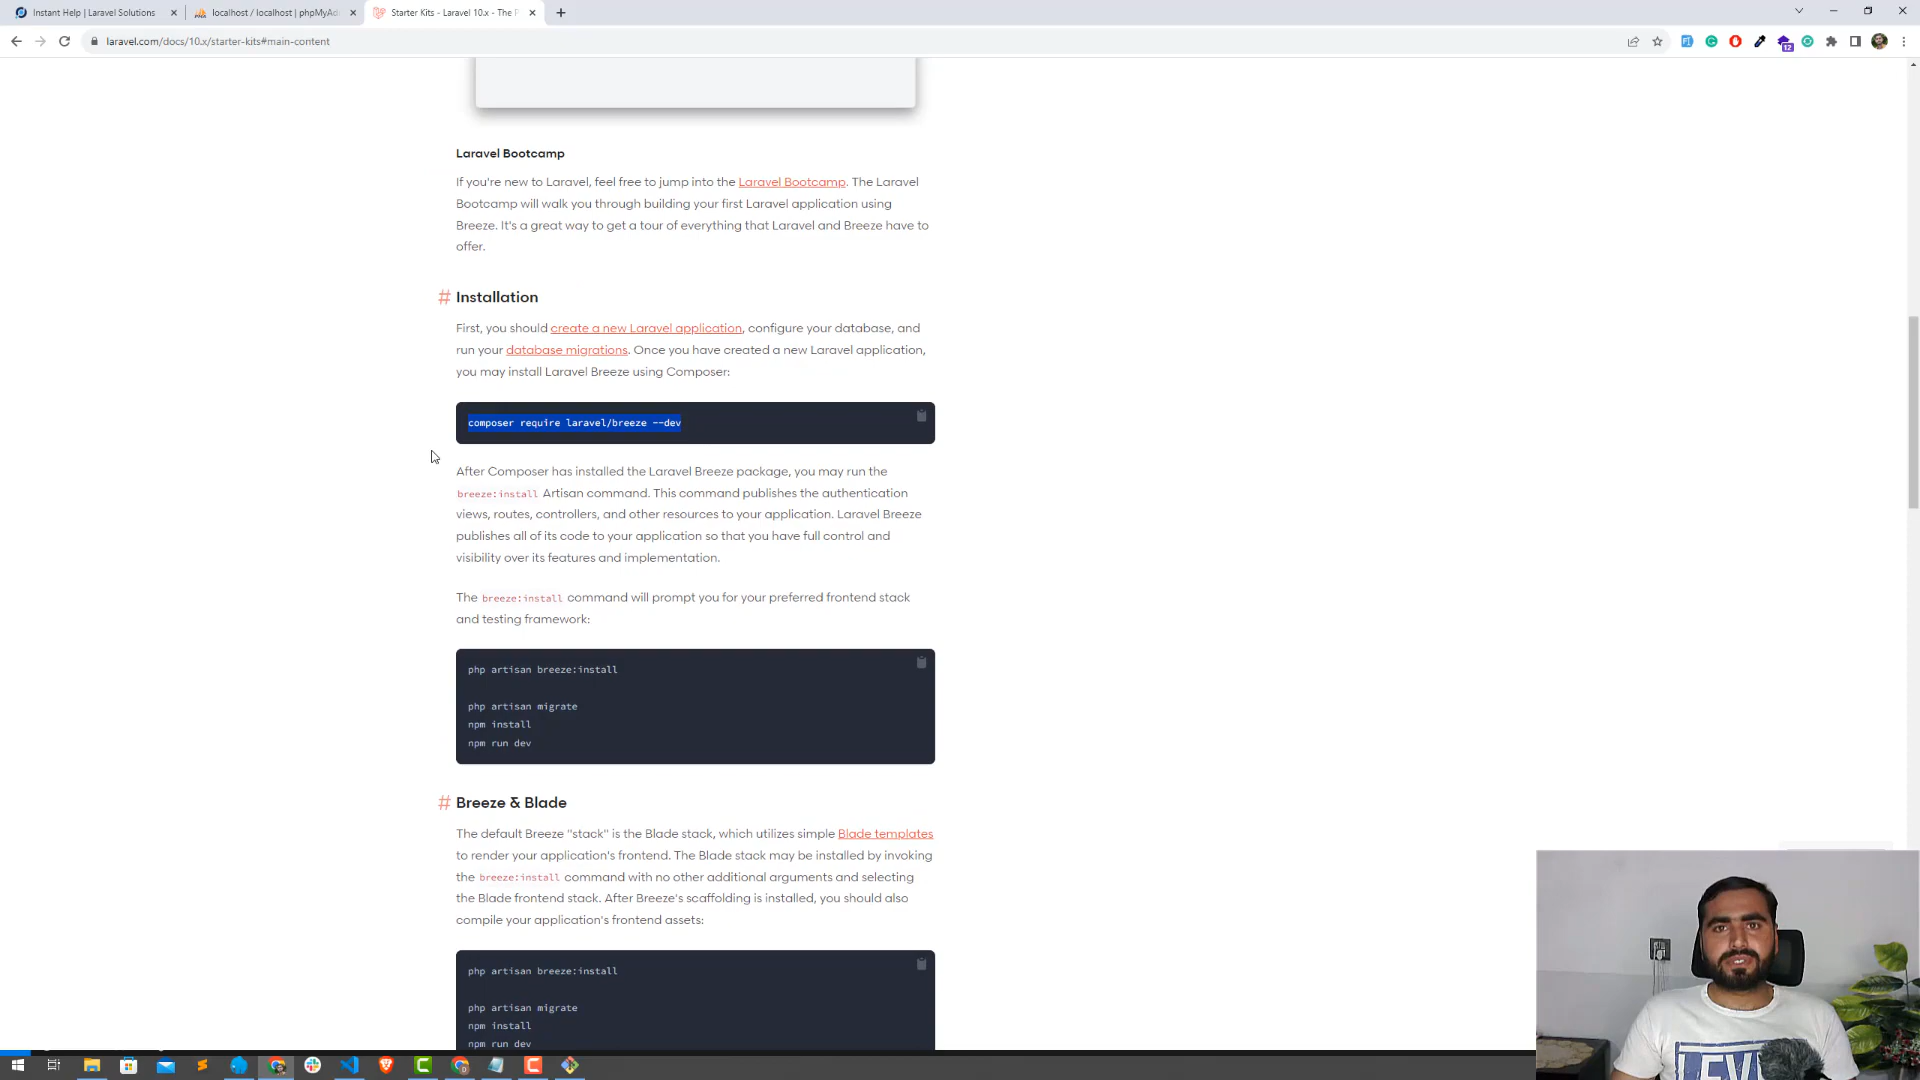 Instant Help | Laravel Solutions
localhost / localhost | phpMyAd
Starter Kits - Laravel 10.x - The P
laravel.com/docs/10.x/starter-kits#main-content
12
Laravel Bootcamp
If you're new to Laravel, feel free to jump into the Laravel Bootcamp. The Laravel
Bootcamp will walk you through building your first Laravel application using
Breeze. It's a great way to get a tour of everything that Laravel and Breeze have to
offer.
# Installation
First, you should create a new Laravel application, configure your database, and
run your database migrations. Once you have created a new Laravel application,
you may install Laravel Breeze using Composer:
composer require laravel/breeze --dev
After Composer has installed the Laravel Breeze package, you may run the
breeze:install Artisan command. This command publishes the authentication
views, routes, controllers, and other resources to your application. Laravel Breeze
publishes all of its code to your application so that you have full control and
visibility over its features and implementation.
The breeze:install command will prompt you for your preferred frontend stack
and testing framework:
php artisan breeze:install
php artisan migrate
npm install
npm run dev
# Breeze & Blade
The default Breeze "stack" is the Blade stack, which utilizes simple Blade templates
to render your application's frontend. The Blade stack may be installed by invoking
the breeze:install command with no other additional arguments and selecting
the Blade frontend stack. After Breeze's scaffolding is installed, you should also
compile your application's frontend assets:
php artisan breeze:install
php artisan migrate
npm install
npm run dev